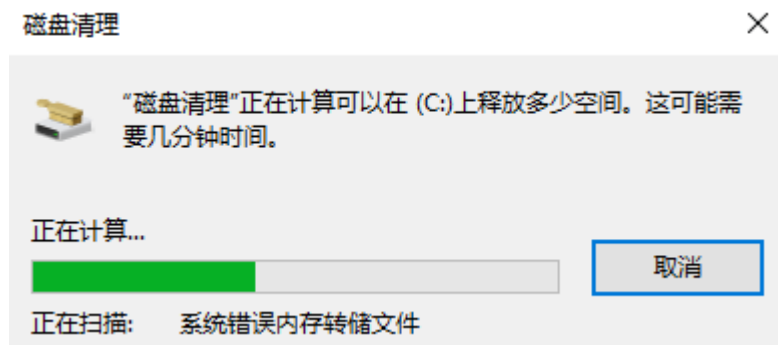 磁盘清理
“磁盘清理”正在计算可以在 (C:)上释放多少空间。这可能需
要几分钟时间。
正在计算...
取消
正在扫描: 系统错误内存转储文件